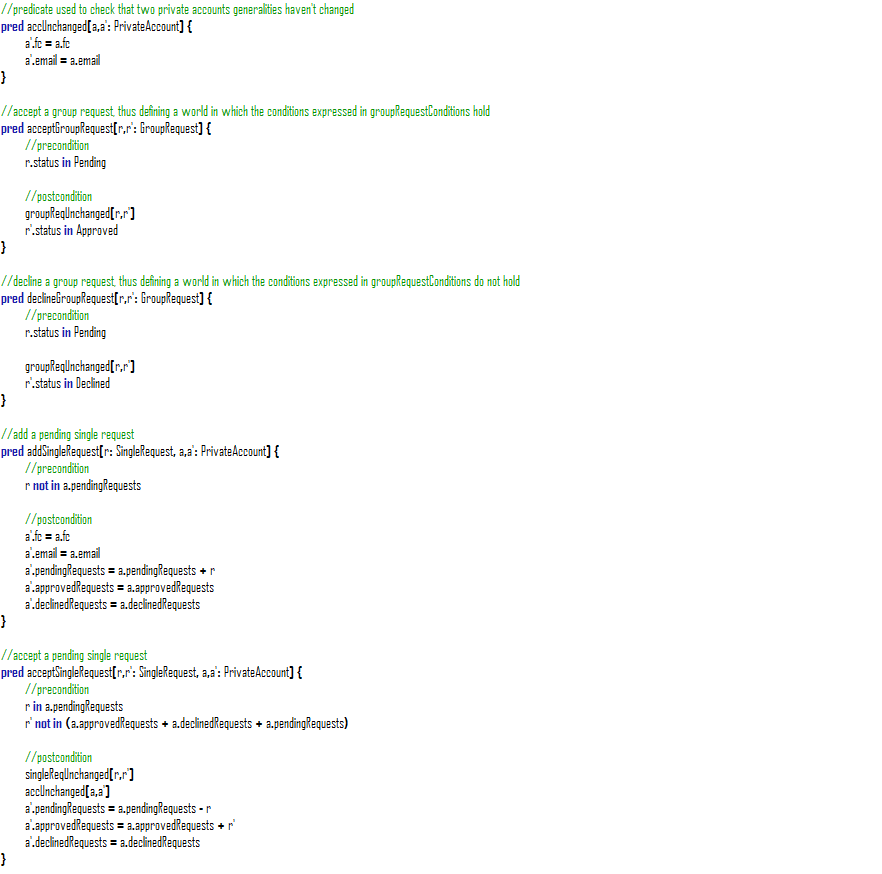 //predicate used to check that two private accounts generalities haven't changed
pred accUnchanged[a,a': PrivateAccount] {
a'.fc = a.fc
a'.email = a.email
}
//accept a group request, thus defining a world in which the conditions expressed in groupRequestConditions hold
pred acceptGroupRequest[r,r': GroupRequest] {
//precondition
r.status in Pending
//postcondition
groupReqUnchanged[r,r']
r'.status in Approved
}
//decline a group request, thus defining a world in which the conditions expressed in groupRequestConditions do not hold
pred declineGroupRequest[r,r': GroupRequest] {
//precondition
r.status in Pending
groupReqUnchanged[r,r']
r'.status in Declined
}
//add a pending single request
pred addSingleRequest[r: SingleRequest, a,a': PrivateAccount] {
//precondition
r not in a.pendingRequests
//postcondition
a'.fc = a.fc
a'.email = a.email
a'.pendingRequests = a.pendingRequests + r
a'.approvedRequests = a.approvedRequests
a'.declinedRequests = a.declinedRequests
}
//accept a pending single request
pred acceptSingleRequest[r,r': SingleRequest, a,a': PrivateAccount] {
//precondition
r in a.pendingRequests
r' not in (a.approvedRequests + a.declinedRequests + a.pendingRequests)
//postcondition
singleReqUnchanged[r,r']
accUnchanged[a,a']
a'.pendingRequests = a.pendingRequests - r
a'.approvedRequests = a.approvedRequests + r'
a'.declinedRequests = a.declinedRequests
}